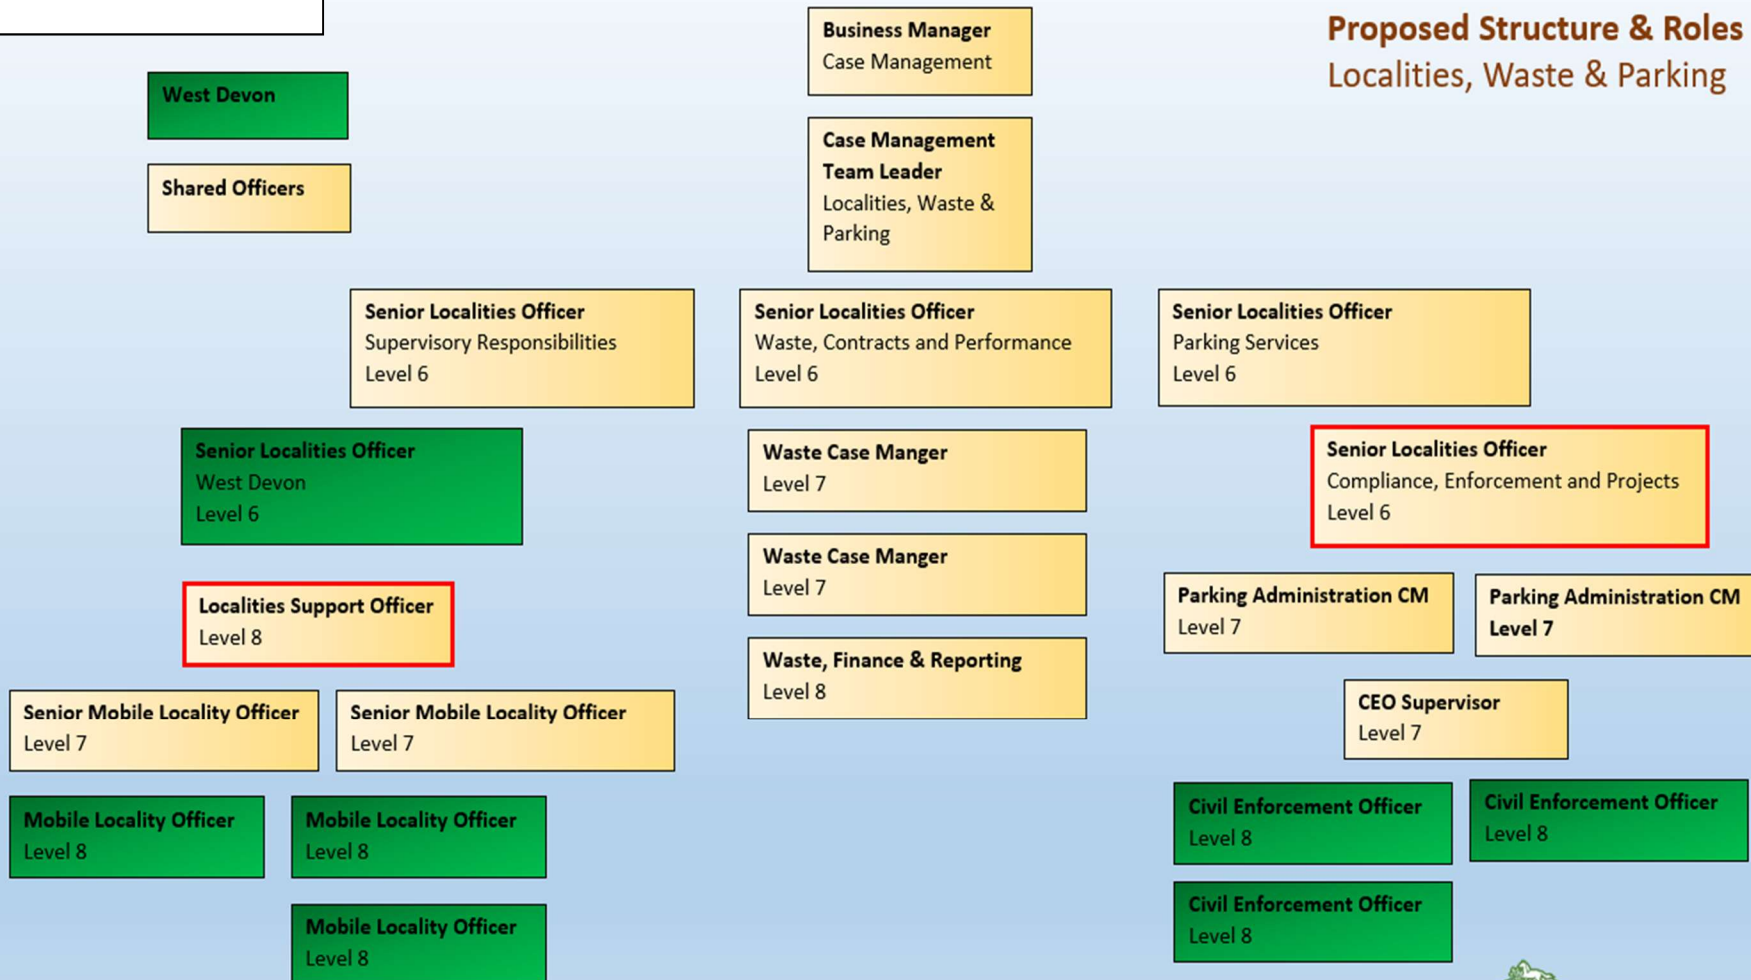 Proposed Structure & Roles
Localities, Waste & Parking
Business Manager
Case Management
West Devon
Shared Officers
Case Management
Team Leader
Localities, Waste &
Parking
Senior Localities Officer
Supervisory Responsibilities
Level 6
Senior Localities Officer
Waste, Contracts and Performance
Level 6
Senior Localities Officer
Parking Services
Level 6
Senior Localities Officer
West Devon
Level 6
Waste Case Manger
Level 7
Senior Localities Officer
Compliance, Enforcement and Projects
Level 6
Waste Case Manger
Level 7
Localities Support Officer
Level 8
Parking Administration CM
Level 7
Parking Administration CM
Level 7
Waste, Finance & Reporting
Level 8
Senior Mobile Locality Officer
Level 7
Senior Mobile Locality Officer
Level 7
CEO Supervisor
Level 7
Mobile Locality Officer
Level 8
Mobile Locality Officer
Level 8
Civil Enforcement Officer
Level 8
Civil Enforcement Officer
Level 8
Mobile Locality Officer
Level 8
Civil Enforcement Officer
Level 8